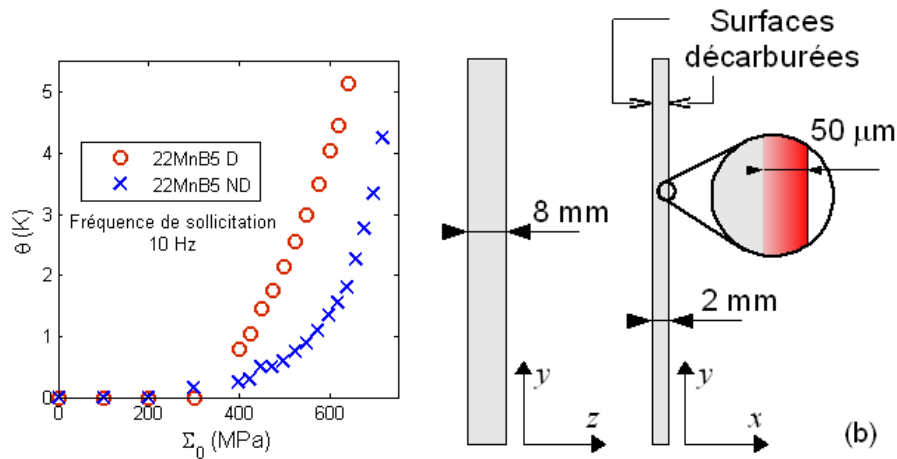 5
4
3
2
1
0
0
200
400
600
θ (K)
Σ0 (MPa)
22MnB5 D
22MnB5 ND
Fréquence de sollicitation
10 Hz
Surfaces
décarburées
50 μm
8 mm
2 mm
y
z
y
x
(b)